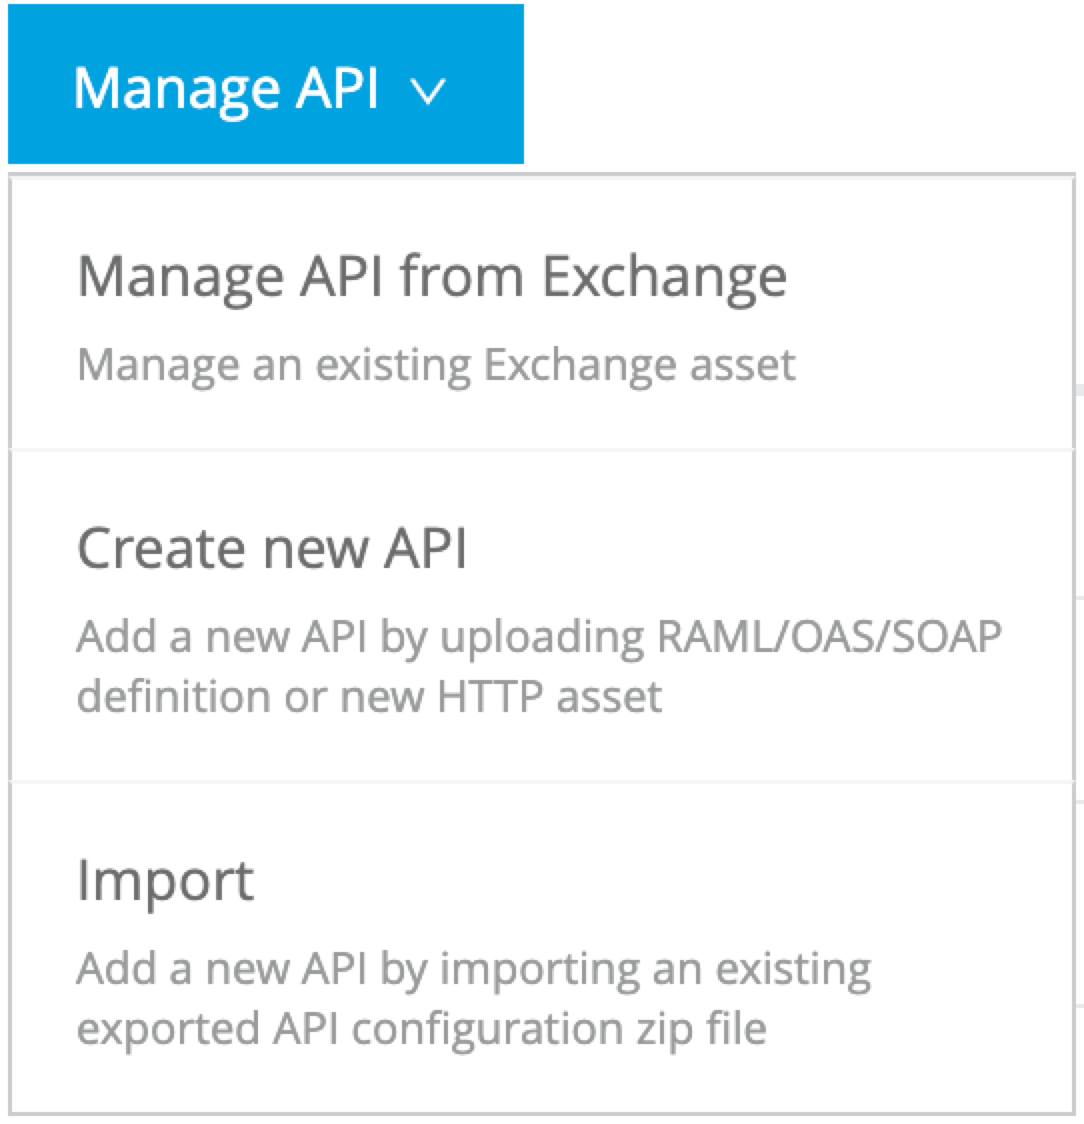 Manage API
Manage API from Exchange
Manage an existing Exchange asset
Create new API
Add a new API by uploading RAML/OAS/SOAP
definition or new HTTP asset
Import
Add a new API by importing an existing
exported API configuration zip file